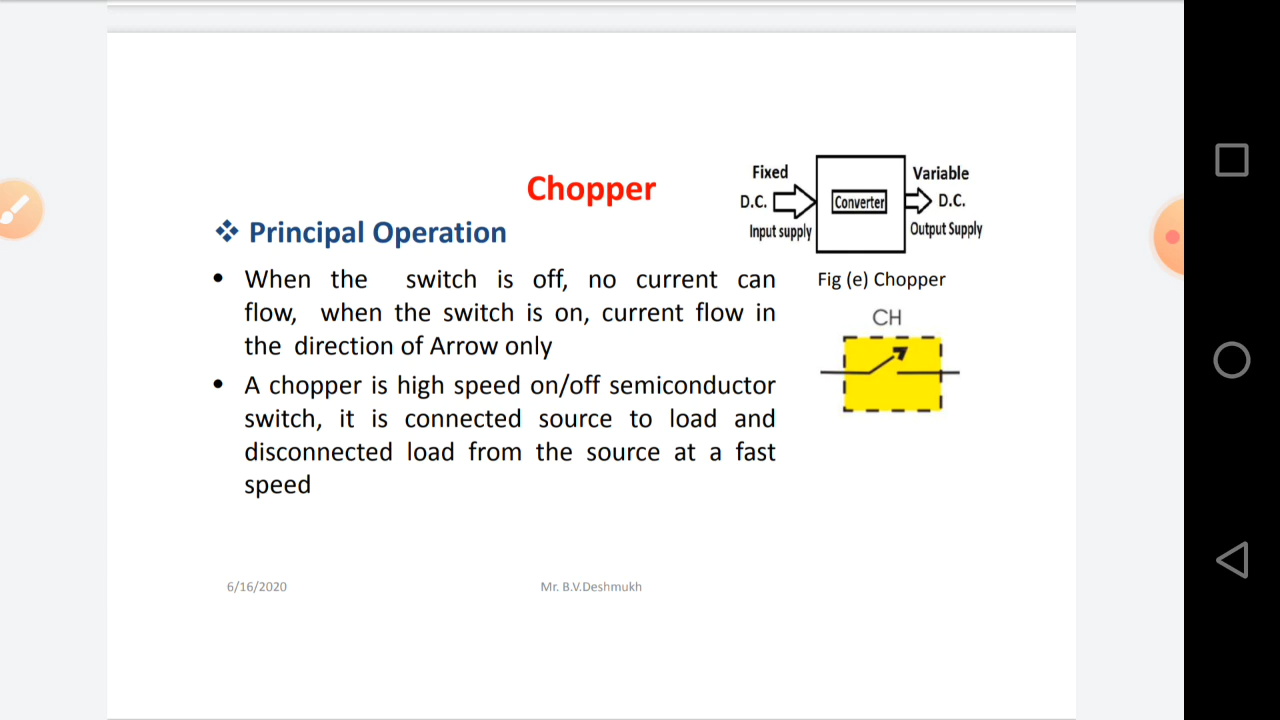 Chopper
Principal Operation
• When the switch is off, no current can
flow, when the switch is on, current flow in
the direction of Arrow only
• A chopper is high speed on/off semiconductor
switch, it is connected source to load and
disconnected load from the source at a fast
speed
Fixed
D.C.
Input supply
Converter
Variable
D.C.
Output Supply
Fig (e) Chopper
CH
6/16/2020
Mr. B.V.Deshmukh